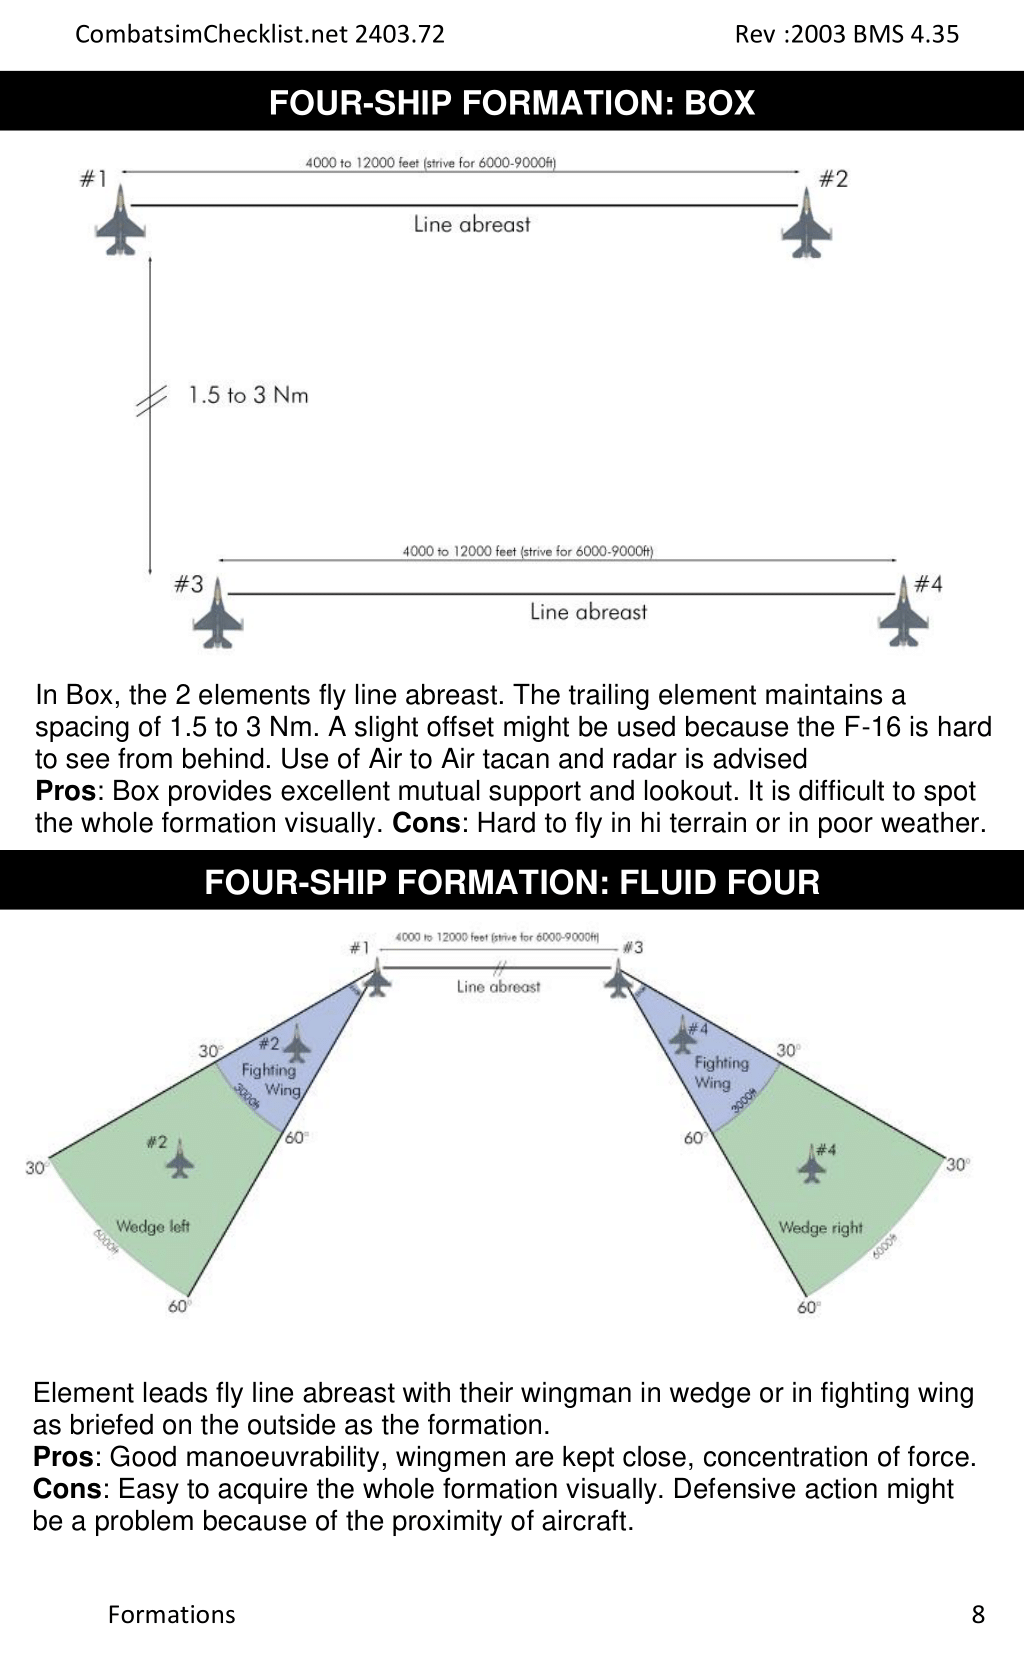 CombatsimChecklist.net 2403.72 Rev :2003 BMS 4.35
FOUR-SHIP FORMATION: BOX
4000 to 12000 feet (strive for 6000-9000ft)
#1 #2
Line abreast
1.5 to 3 Nm
4000 to 12000 feet (strive for 6000-9000ft)
#3 #4
Line abreast
In Box, the 2 elements fly line abreast. The trailing element maintains a
spacing of 1.5 to 3 Nm. A slight offset might be used because the F-16 is hard
to see from behind. Use of Air to Air tacan and radar is advised
Pros: Box provides excellent mutual support and lookout. It is difficult to spot
the whole formation visually. Cons: Hard to fly in hi terrain or in poor weather.
FOUR-SHIP FORMATION: FLUID FOUR
4000 to 12000 feet (strive for 6000-9000ft)
#1 #3
Line abreast
#2 #4
30° 30°
Fighting Fighting
Wing Wing
3000ft 3000ft
60° 60°
#2 #4
30° 30°
Wedge left Wedge right
6000ft 6000ft
60° 60°
Element leads fly line abreast with their wingman in wedge or in fighting wing
as briefed on the outside as the formation.
Pros: Good manoeuvrability, wingmen are kept close, concentration of force.
Cons: Easy to acquire the whole formation visually. Defensive action might
be a problem because of the proximity of aircraft.
Formations 8